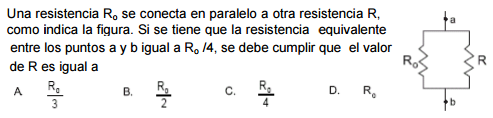 Una resistencia R₀ se conecta en paralelo a otra resistencia R,
como indica la figura. Si se tiene que la resistencia equivalente
entre los puntos a y b igual a R₀ /4, se debe cumplir que el valor
de R es igual a
A R₀/3 B. R₀/2 C. R₀/4 D. R₀
a
R₀ R
b